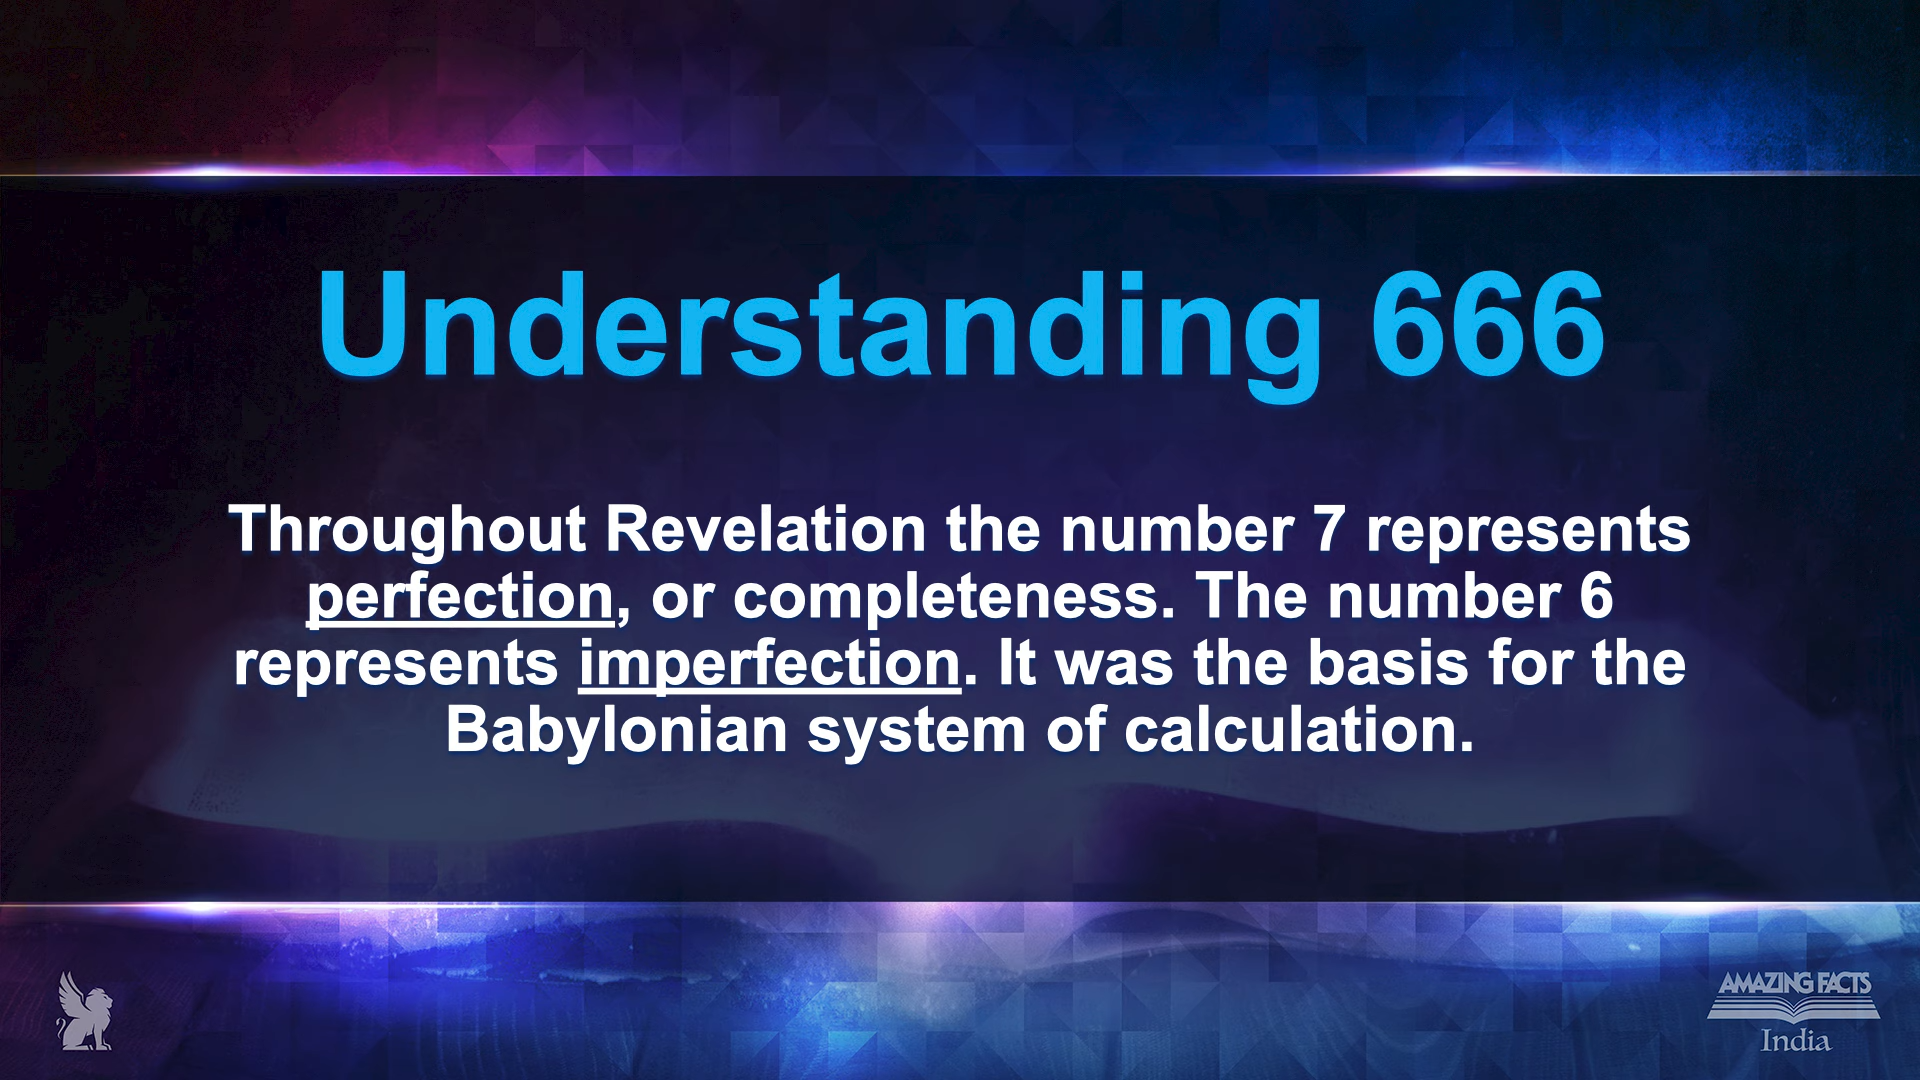 Understanding 666
Throughout Revelation the number 7 represents
perfection, or completeness. The number 6
represents imperfection. It was the basis for the
Babylonian system of calculation.
AMAZING FACTS
India